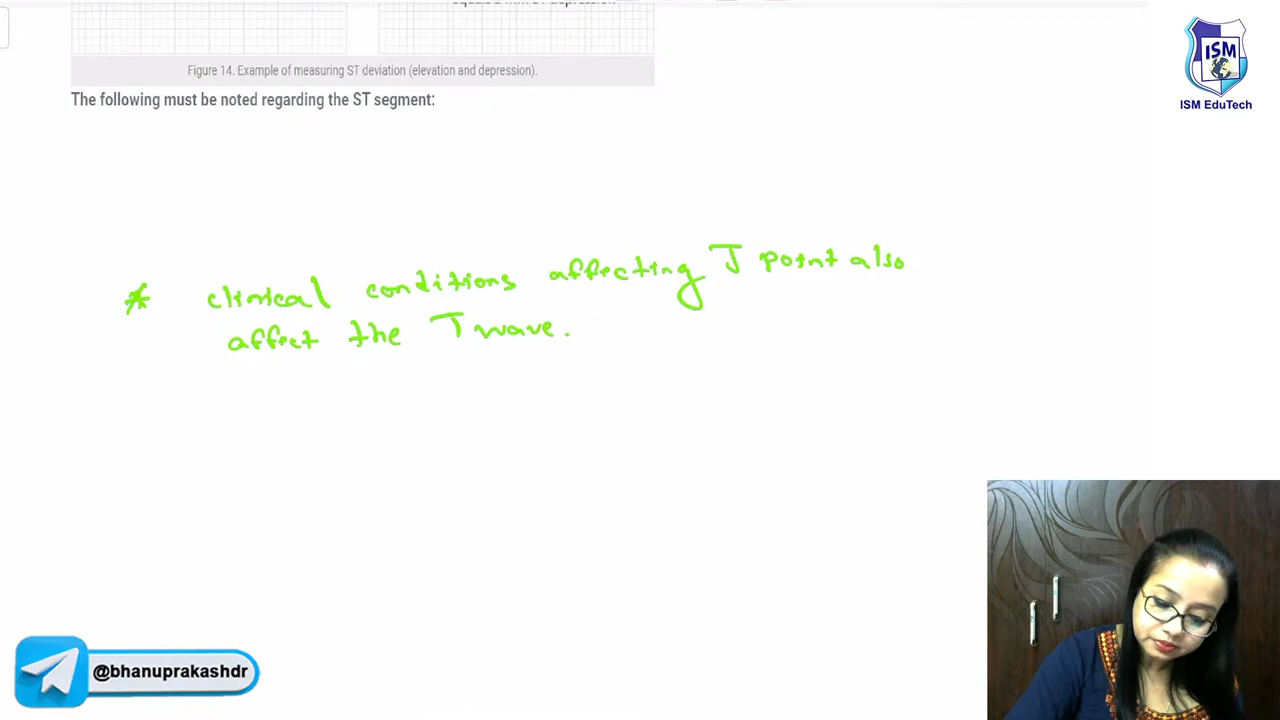 Figure 14. Example of measuring ST deviation (elevation and depression).
The following must be noted regarding the ST segment:
ISM
ISM EduTech
* clinical conditions affecting J point also
affect the T wave.
@bhanuprakashdr